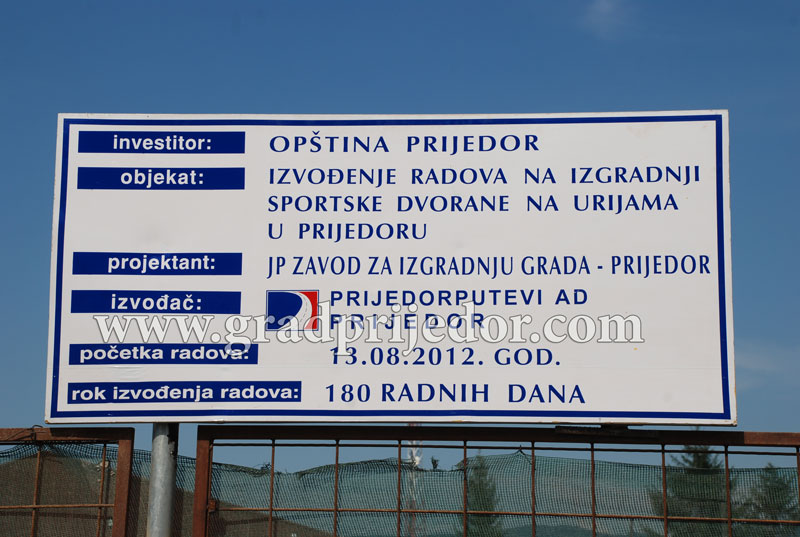 investitor: OPŠTINA PRIJEDOR
objekat: IZVOĐENJE RADOVA NA IZGRADNJI
SPORTSKE DVORANE NA URIJAMA
U PRIJEDORU
projektant: JP ZAVOD ZA IZGRADNJU GRADA - PRIJEDOR
izvođač: PRIJEDORPUTEVI AD
PRIJEDOR
www.gradprijedor.com
početka radova: 13.08.2012. GOD.
rok izvođenja radova: 180 RADNIH DANA